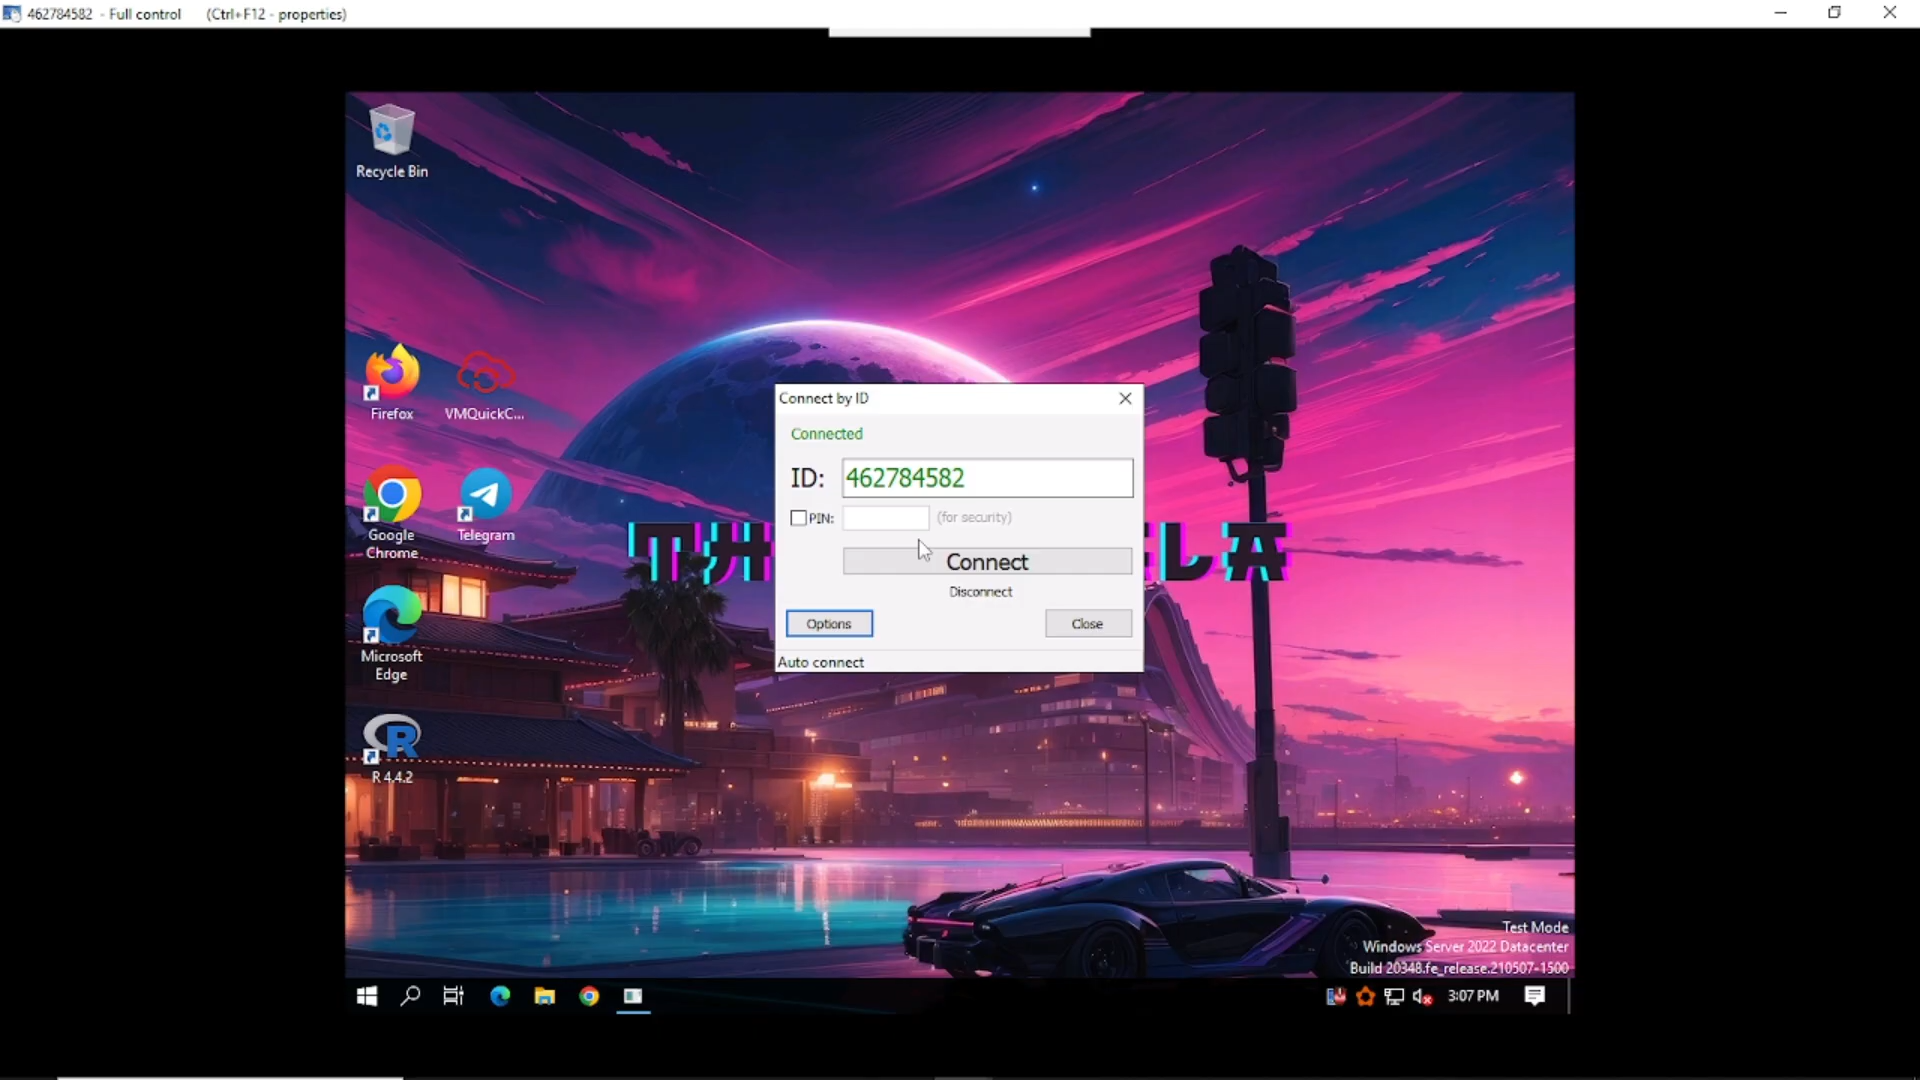 462784582 - Full control (Ctrl+F12 - properties)
Recycle Bin
Firefox
VMQuickC...
Google
Chrome
Telegram
Microsoft
Edge
R 4.4.2
Connect by ID
Connected
ID: 462784582
PIN: (for security)
Connect
Disconnect
Options
Close
Auto connect
Test Mode
Windows Server 2022 Datacenter
Build 20348.fe_release.210507-1500
3:07 PM